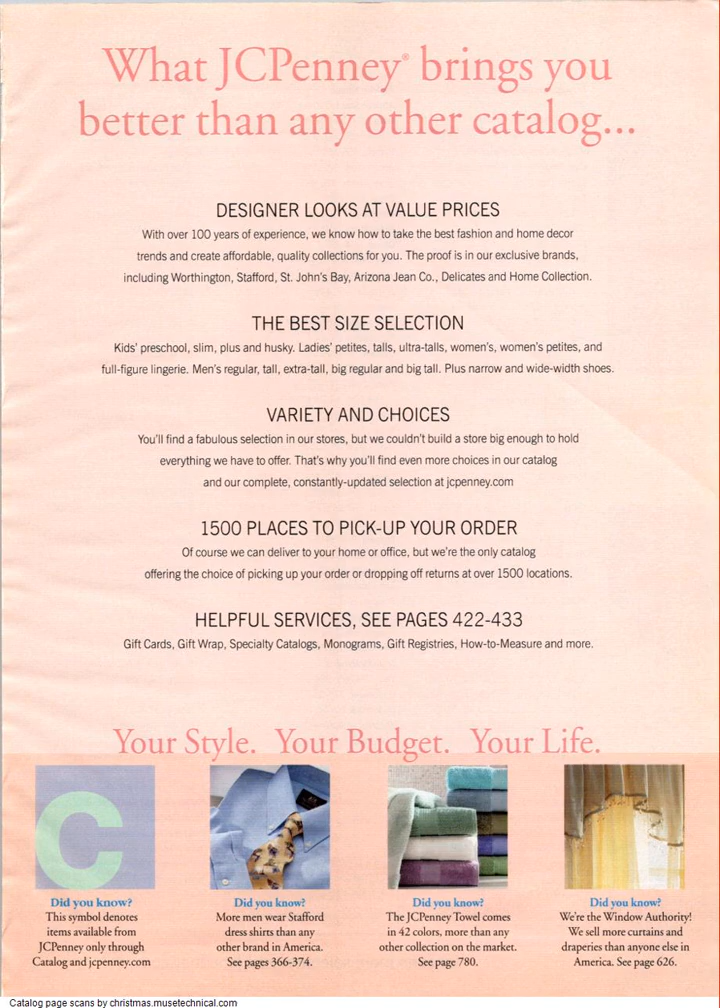 What JCPenney® brings you
better than any other catalog...
DESIGNER LOOKS AT VALUE PRICES
With over 100 years of experience, we know how to take the best fashion and home decor
trends and create affordable, quality collections for you. The proof is in our exclusive brands,
including Worthington, Stafford, St. John's Bay, Arizona Jean Co., Delicates and Home Collection.
THE BEST SIZE SELECTION
Kids' preschool, slim, plus and husky. Ladies' petites, talls, ultra-talls, women's, women's petites, and
full-figure lingerie. Men's regular, tall, extra-tall, big regular and big tall. Plus narrow and wide-width shoes.
VARIETY AND CHOICES
You'll find a fabulous selection in our stores, but we couldn't build a store big enough to hold
everything we have to offer. That's why you'll find even more choices in our catalog
and our complete, constantly-updated selection at jcpenney.com
1500 PLACES TO PICK-UP YOUR ORDER
Of course we can deliver to your home or office, but we're the only catalog
offering the choice of picking up your order or dropping off returns at over 1500 locations.
HELPFUL SERVICES, SEE PAGES 422-433
Gift Cards, Gift Wrap, Specialty Catalogs, Monograms, Gift Registries, How-to-Measure and more.
Your Style. Your Budget. Your Life.
C
Did you know?
This symbol denotes
items available from
JCPenney only through
Catalog and jcpenney.com
Did you know?
More men wear Stafford
dress shirts than any
other brand in America.
See pages 366-374.
Did you know?
The JCPenney Towel comes
in 42 colors, more than any
other collection on the market.
See page 780.
Did you know?
We're the Window Authority!
We sell more curtains and
draperies than anyone else in
America. See page 626.
Catalog page scans by christmas.musetechnical.com